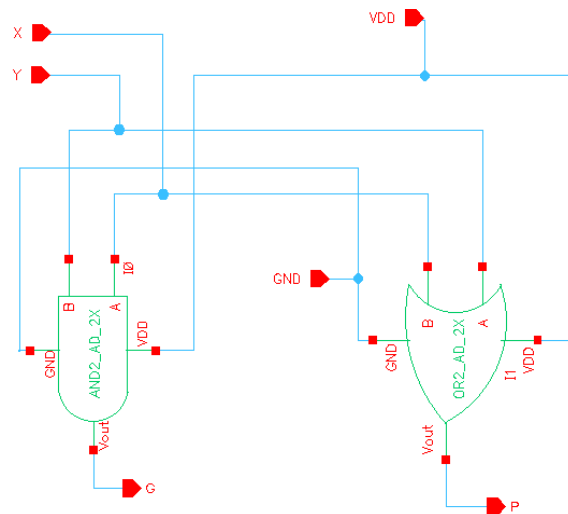 X
VDD
Y
I0
B
A
GND
B
A
GND
AND2_AD_2X
VDD
GND
OR2_AD_2X
VDD
I1
Vout
Vout
G
P